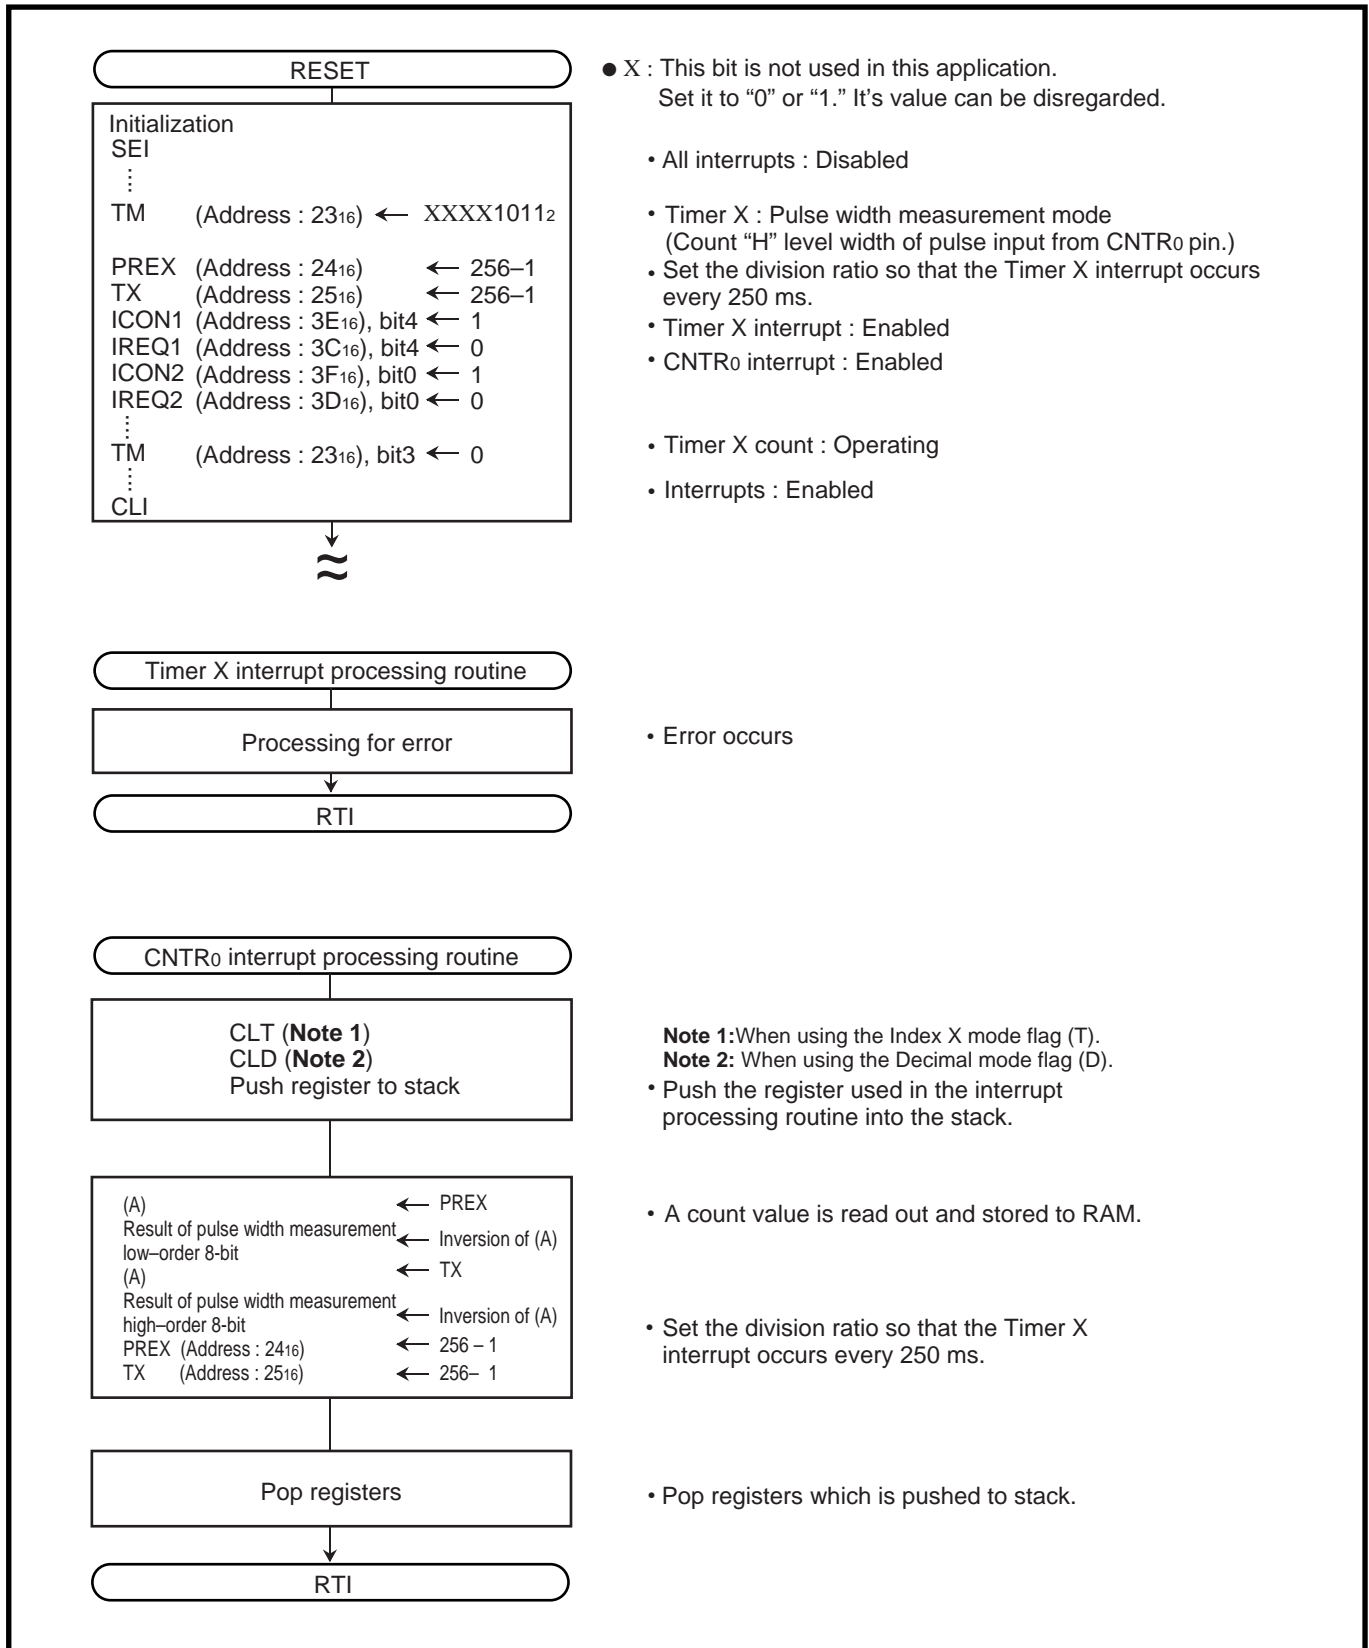 RESET
● X : This bit is not used in this application.
Set it to “0” or “1.” It’s value can be disregarded.
Initialization
SEI
• All interrupts : Disabled
TM (Address : 2316) ← XXXX10112
• Timer X : Pulse width measurement mode
(Count “H” level width of pulse input from CNTR0 pin.)
PREX (Address : 2416) ← 256–1
• Set the division ratio so that the Timer X interrupt occurs
TX (Address : 2516) ← 256–1
every 250 ms.
ICON1 (Address : 3E16), bit4 ← 1
• Timer X interrupt : Enabled
IREQ1 (Address : 3C16), bit4 ← 0
• CNTR0 interrupt : Enabled
ICON2 (Address : 3F16), bit0 ← 1
IREQ2 (Address : 3D16), bit0 ← 0
TM (Address : 2316), bit3 ← 0
• Timer X count : Operating
• Interrupts : Enabled
CLI
≈
Timer X interrupt processing routine
Processing for error
• Error occurs
RTI
CNTR0 interrupt processing routine
CLT (Note 1)
CLD (Note 2)
Push register to stack
Note 1:When using the Index X mode flag (T).
Note 2: When using the Decimal mode flag (D).
• Push the register used in the interrupt
processing routine into the stack.
(A) ← PREX
Result of pulse width measurement ← Inversion of (A)
low–order 8-bit
(A) ← TX
Result of pulse width measurement ← Inversion of (A)
high–order 8-bit
PREX (Address : 2416) ← 256 – 1
TX (Address : 2516) ← 256– 1
• A count value is read out and stored to RAM.
• Set the division ratio so that the Timer X
interrupt occurs every 250 ms.
Pop registers
• Pop registers which is pushed to stack.
RTI